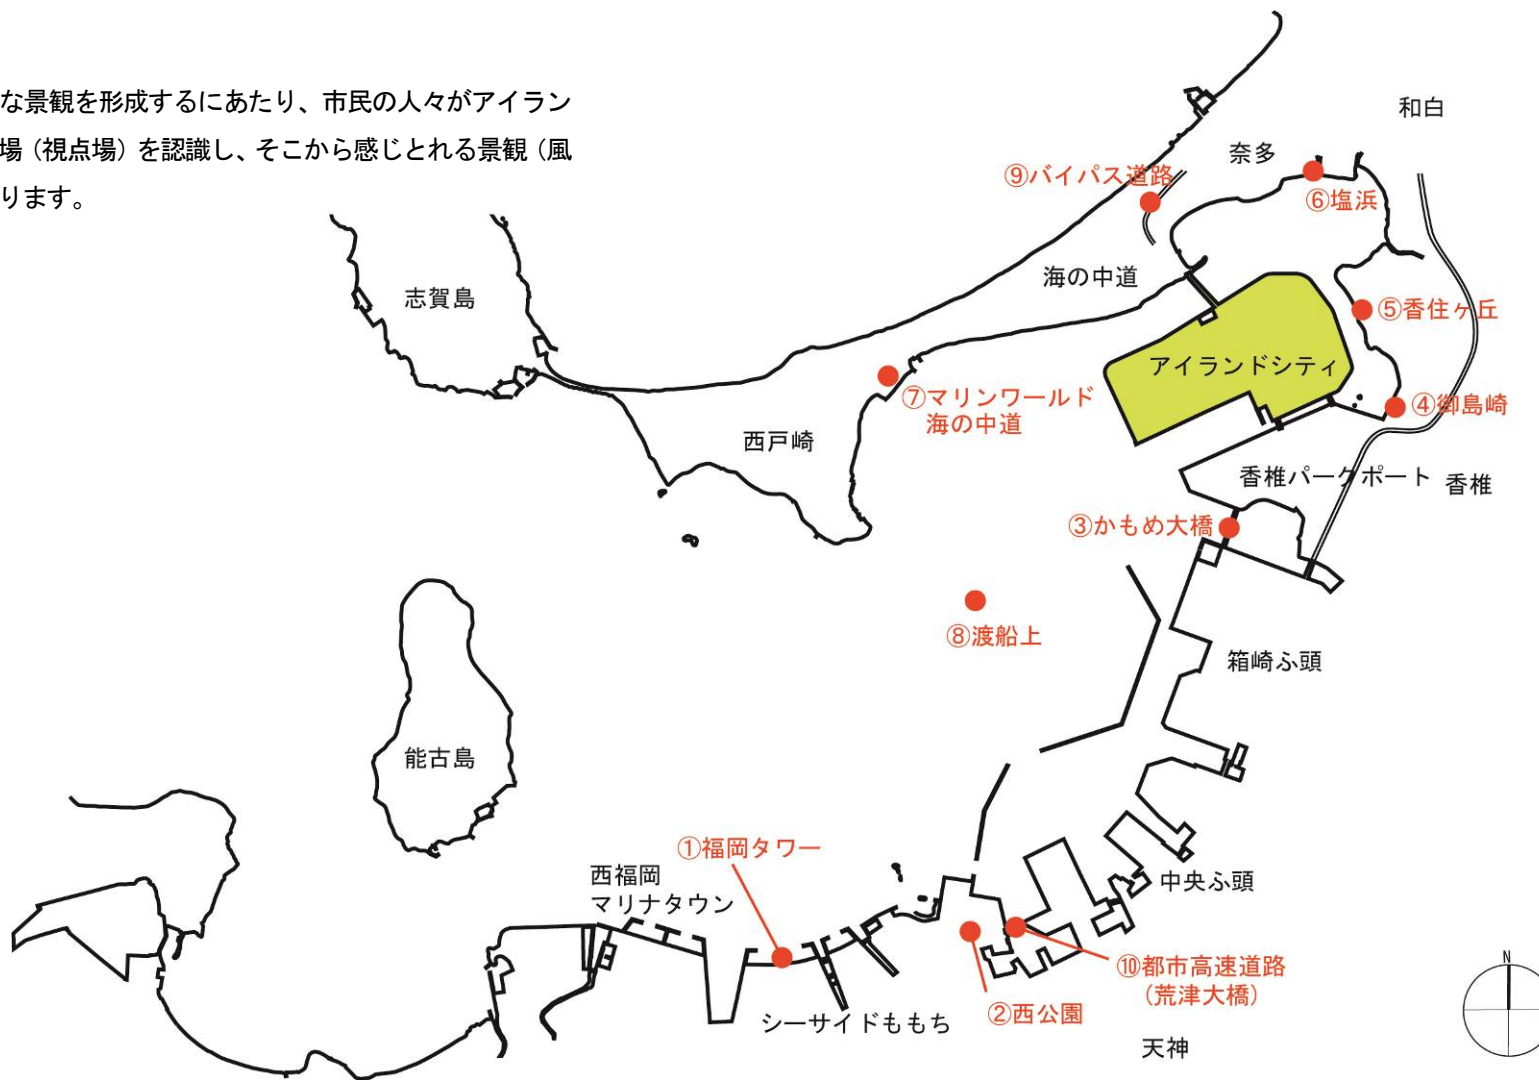 な景観を形成するにあたり、市民の人々がアイラン
場（視点場）を認識し、そこから感じとれる景観（風
ります。
和白
奈多
⑨バイパス道路
⑥塩浜
海の中道
志賀島
⑤香住ヶ丘
アイランドシティ
⑦マリンワールド
海の中道
④御島崎
西戸崎
香椎パークポート
香椎
③かもめ大橋
⑧渡船上
箱崎ふ頭
能古島
①福岡タワー
西福岡
マリナタウン
中央ふ頭
⑩都市高速道路
（荒津大橋）
②西公園
シーサイドももち
天神
N